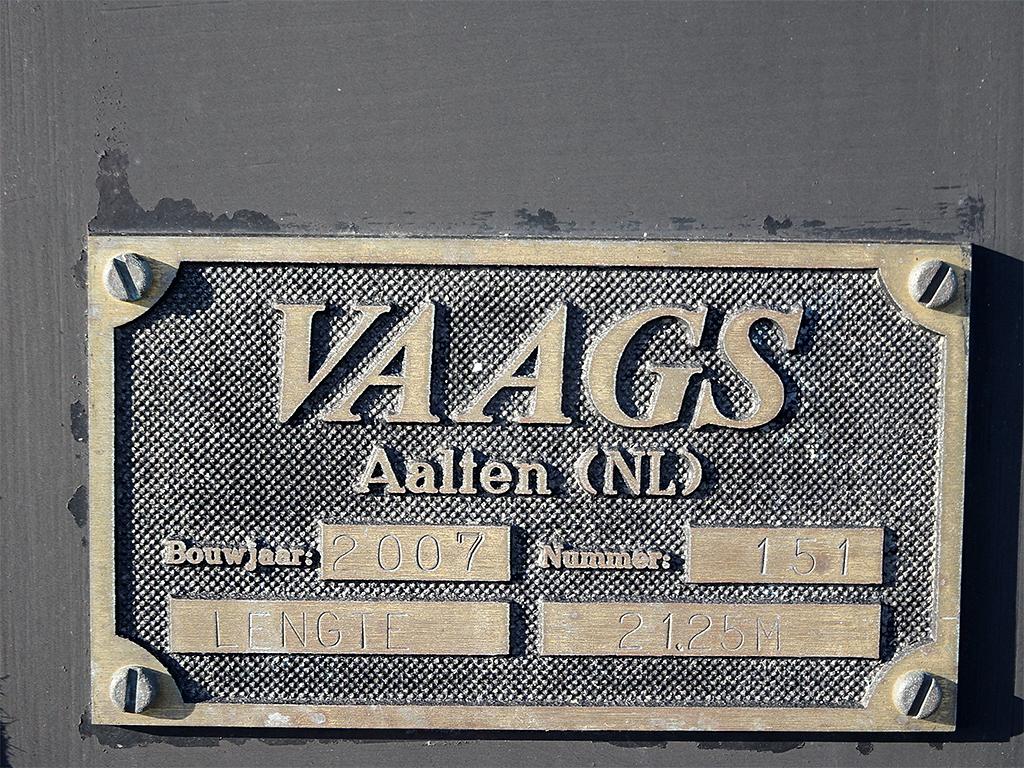 VAAGS
Aalten (NL)
Bouwjaar: 2007 Nummer: 151
LENGTE 21.25M